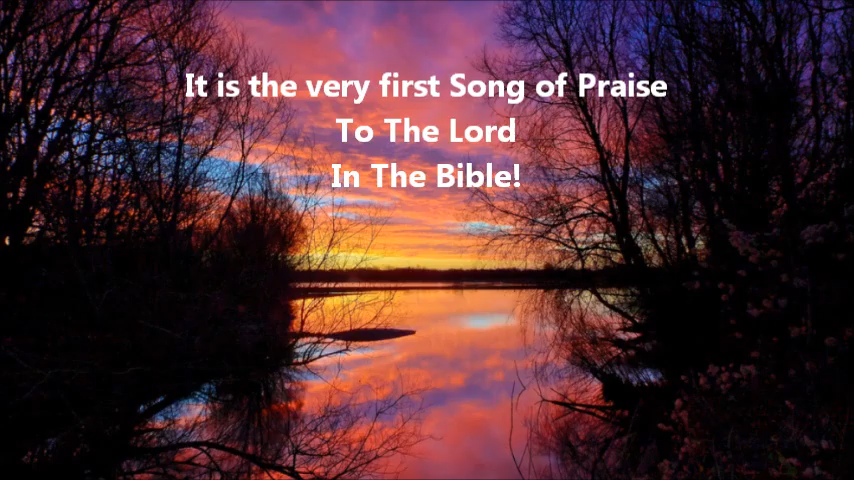 It is the very first Song of Praise
To The Lord
In The Bible!